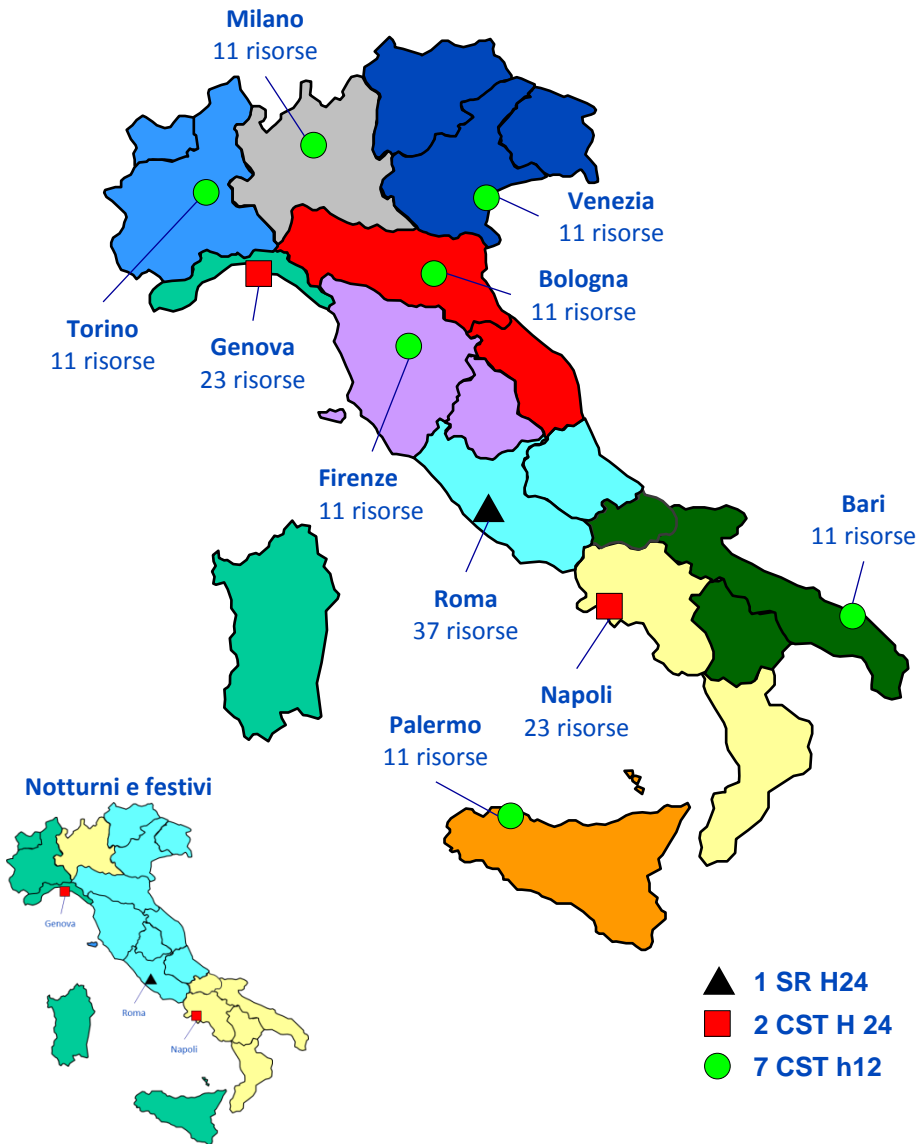 Milano
11 risorse
Venezia
11 risorse
Bologna
11 risorse
Torino
11 risorse
Genova
23 risorse
Firenze
11 risorse
Bari
11 risorse
Roma
37 risorse
Napoli
23 risorse
Palermo
11 risorse
Notturni e festivi
Genova
Roma
Napoli
1 SR H24
2 CST H 24
7 CST h12